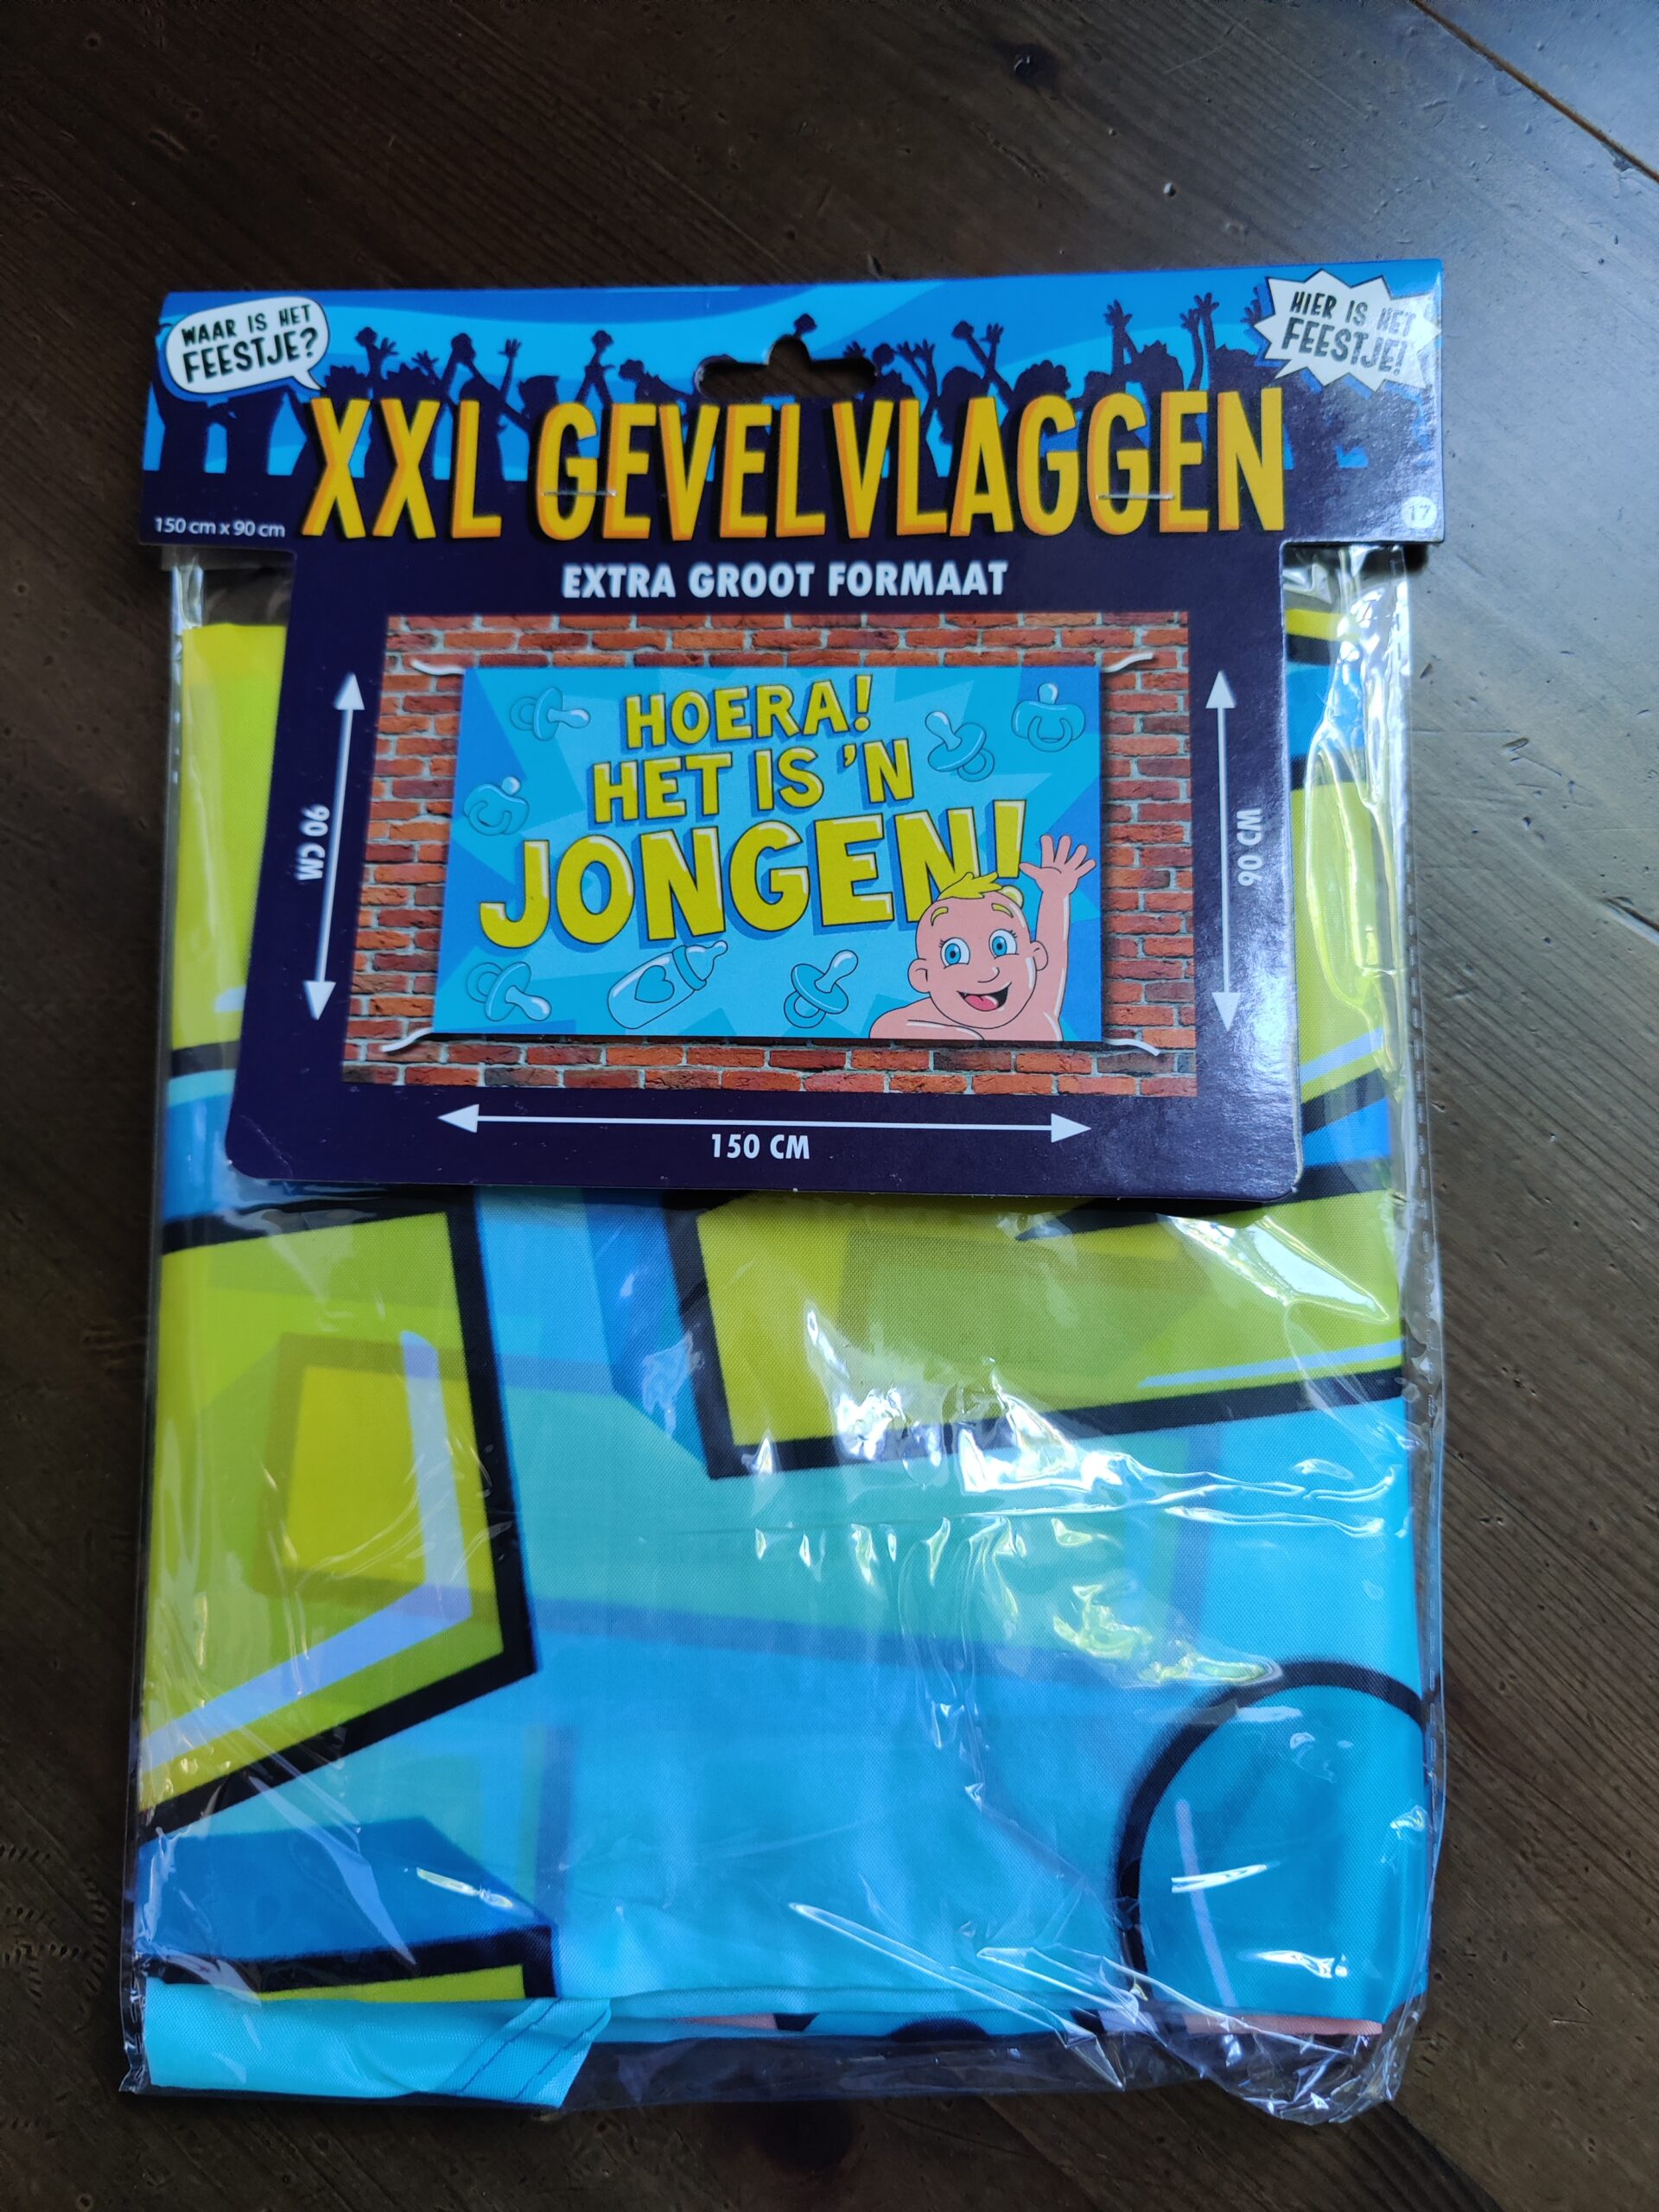 WAAR IS HET
FEESTJE?
HIER IS HET
FEESTJE!
XXL GEVELVLAGGEN
150 cm x 90 cm
17
EXTRA GROOT FORMAAT
HOERA!
HET IS 'N
JONGEN!
90 CM
90 CM
150 CM